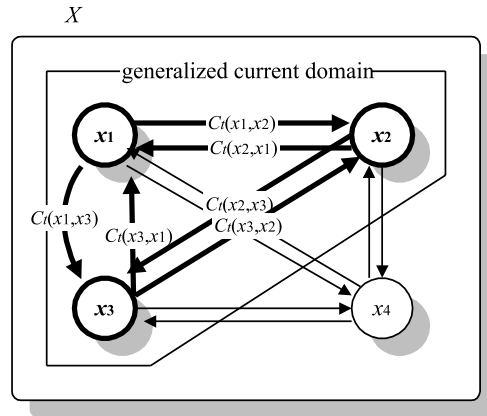 X
generalized current domain
x1
Ct(x1,x2)
x2
Ct(x2,x1)
Ct(x1,x3)
Ct(x2,x3)
Ct(x3,x2)
Ct(x3,x1)
x3
x4